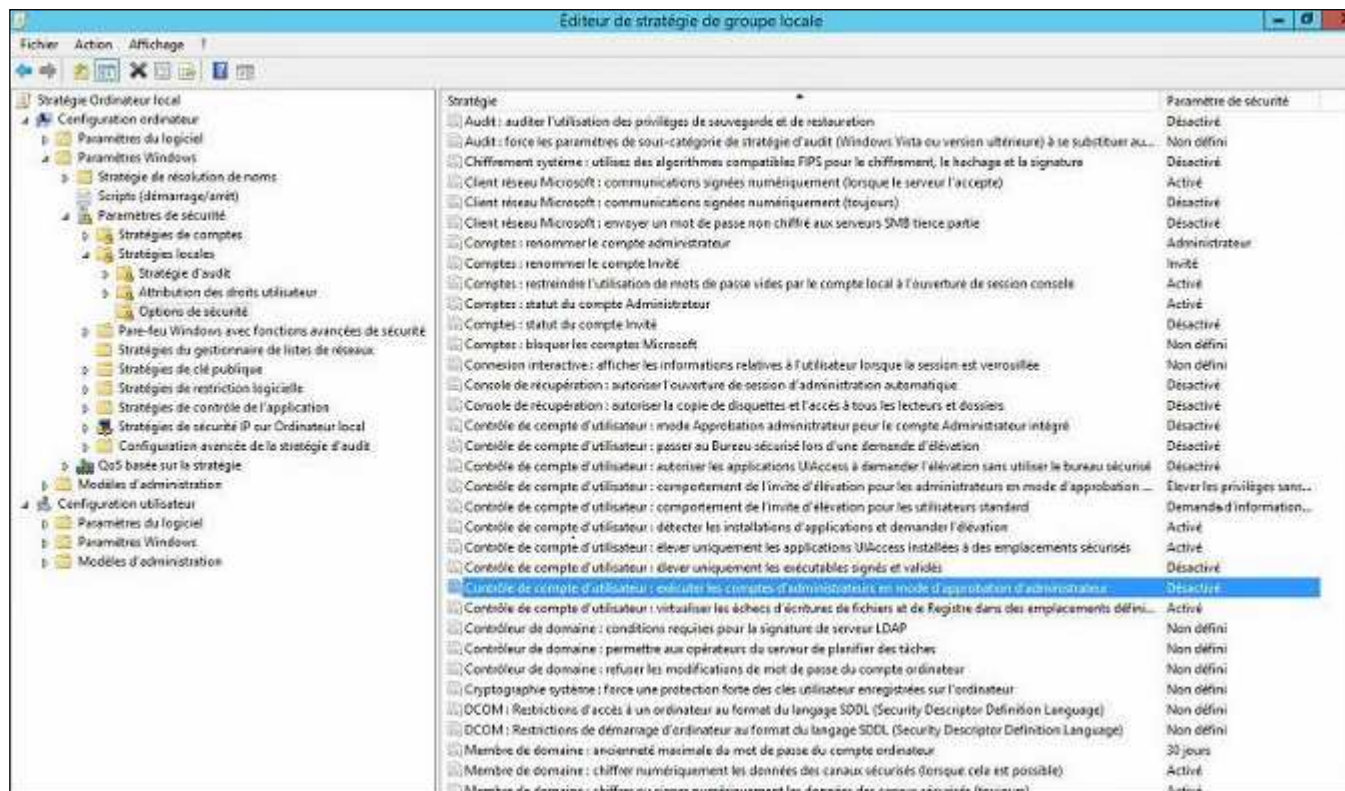 Éditeur de stratégie de groupe locale
Fichier Action Affichage ?
Stratégie Ordinateur local
Configuration ordinateur
Paramètres du logiciel
Paramètres Windows
Stratégie de résolution de noms
Scripts (démarrage/arrêt)
Paramètres de sécurité
Stratégies de comptes
Stratégies locales
Stratégie d'audit
Attribution des droits utilisateur
Options de sécurité
Pare-feu Windows avec fonctions avancées de sécurité
Stratégies du gestionnaire de listes de réseaux
Stratégies de clé publique
Stratégies de restriction logicielle
Stratégies de contrôle de l'application
Stratégies de sécurité IP sur Ordinateur local
Configuration avancée de la stratégie d'audit
QoS basée sur la stratégie
Modèles d'administration
Configuration utilisateur
Paramètres du logiciel
Paramètres Windows
Modèles d'administration
Stratégie Paramètre de sécurité
Audit : auditer l'utilisation des privilèges de sauvegarde et de restauration Désactivé
Audit : force les paramètres de sous-catégorie de stratégie d'audit (Windows Vista ou version ultérieure) à se substituer au... Non défini
Chiffrement système : utilisez des algorithmes compatibles FIPS pour le chiffrement, le hachage et la signature Désactivé
Client réseau Microsoft : communications signées numériquement (lorsque le serveur l'accepte) Activé
Client réseau Microsoft : communications signées numériquement (toujours) Désactivé
Client réseau Microsoft : envoyer un mot de passe non chiffré aux serveurs SMB tierce partie Désactivé
Comptes : renommer le compte administrateur Administrateur
Comptes : renommer le compte Invité Invité
Comptes : restreindre l'utilisation de mots de passe vides par le compte local à l'ouverture de session console Activé
Comptes : statut du compte Administrateur Activé
Comptes : statut du compte Invité Désactivé
Comptes : bloquer les comptes Microsoft Non défini
Connexion interactive : afficher les informations relatives à l'utilisateur lorsque la session est verrouillée Non défini
Console de récupération : autoriser l'ouverture de session d'administration automatique Désactivé
Console de récupération : autoriser la copie de disquettes et l'accès à tous les lecteurs et dossiers Désactivé
Contrôle de compte d'utilisateur : mode Approbation administrateur pour le compte Administrateur intégré Désactivé
Contrôle de compte d'utilisateur : passer au Bureau sécurisé lors d'une demande d'élévation Désactivé
Contrôle de compte d'utilisateur : autoriser les applications UIAccess à demander l'élévation sans utiliser le bureau sécurisé Désactivé
Contrôle de compte d'utilisateur : comportement de l'invite d'élévation pour les administrateurs en mode d'approbation ... Élever les privilèges sans...
Contrôle de compte d'utilisateur : comportement de l'invite d'élévation pour les utilisateurs standard Demande d'information...
Contrôle de compte d'utilisateur : détecter les installations d'applications et demander l'élévation Activé
Contrôle de compte d'utilisateur : élever uniquement les applications UIAccess installées à des emplacements sécurisés Activé
Contrôle de compte d'utilisateur : élever uniquement les exécutables signés et validés Désactivé
Contrôle de compte d'utilisateur : exécuter les comptes d'administrateurs en mode d'approbation d'administrateur Désactivé
Contrôle de compte d'utilisateur : virtualiser les échecs d'écritures de fichiers et de Registre dans des emplacements défini... Activé
Contrôleur de domaine : conditions requises pour la signature de serveur LDAP Non défini
Contrôleur de domaine : permettre aux opérateurs du serveur de planifier des tâches Non défini
Contrôleur de domaine : refuser les modifications de mot de passe du compte ordinateur Non défini
Cryptographie système : force une protection forte des clés utilisateur enregistrées sur l'ordinateur Non défini
DCOM : Restrictions d'accès à un ordinateur au format du langage SDDL (Security Descriptor Definition Language) Non défini
DCOM : Restrictions de démarrage d'ordinateur au format du langage SDDL (Security Descriptor Definition Language) Non défini
Membre de domaine : ancienneté maximale du mot de passe du compte ordinateur 30 jours
Membre de domaine : chiffrer numériquement les données des canaux sécurisés (lorsque cela est possible) Activé
Membre de domaine : chiffrer ou signer numériquement les données des canaux sécurisés (toujours) Activé